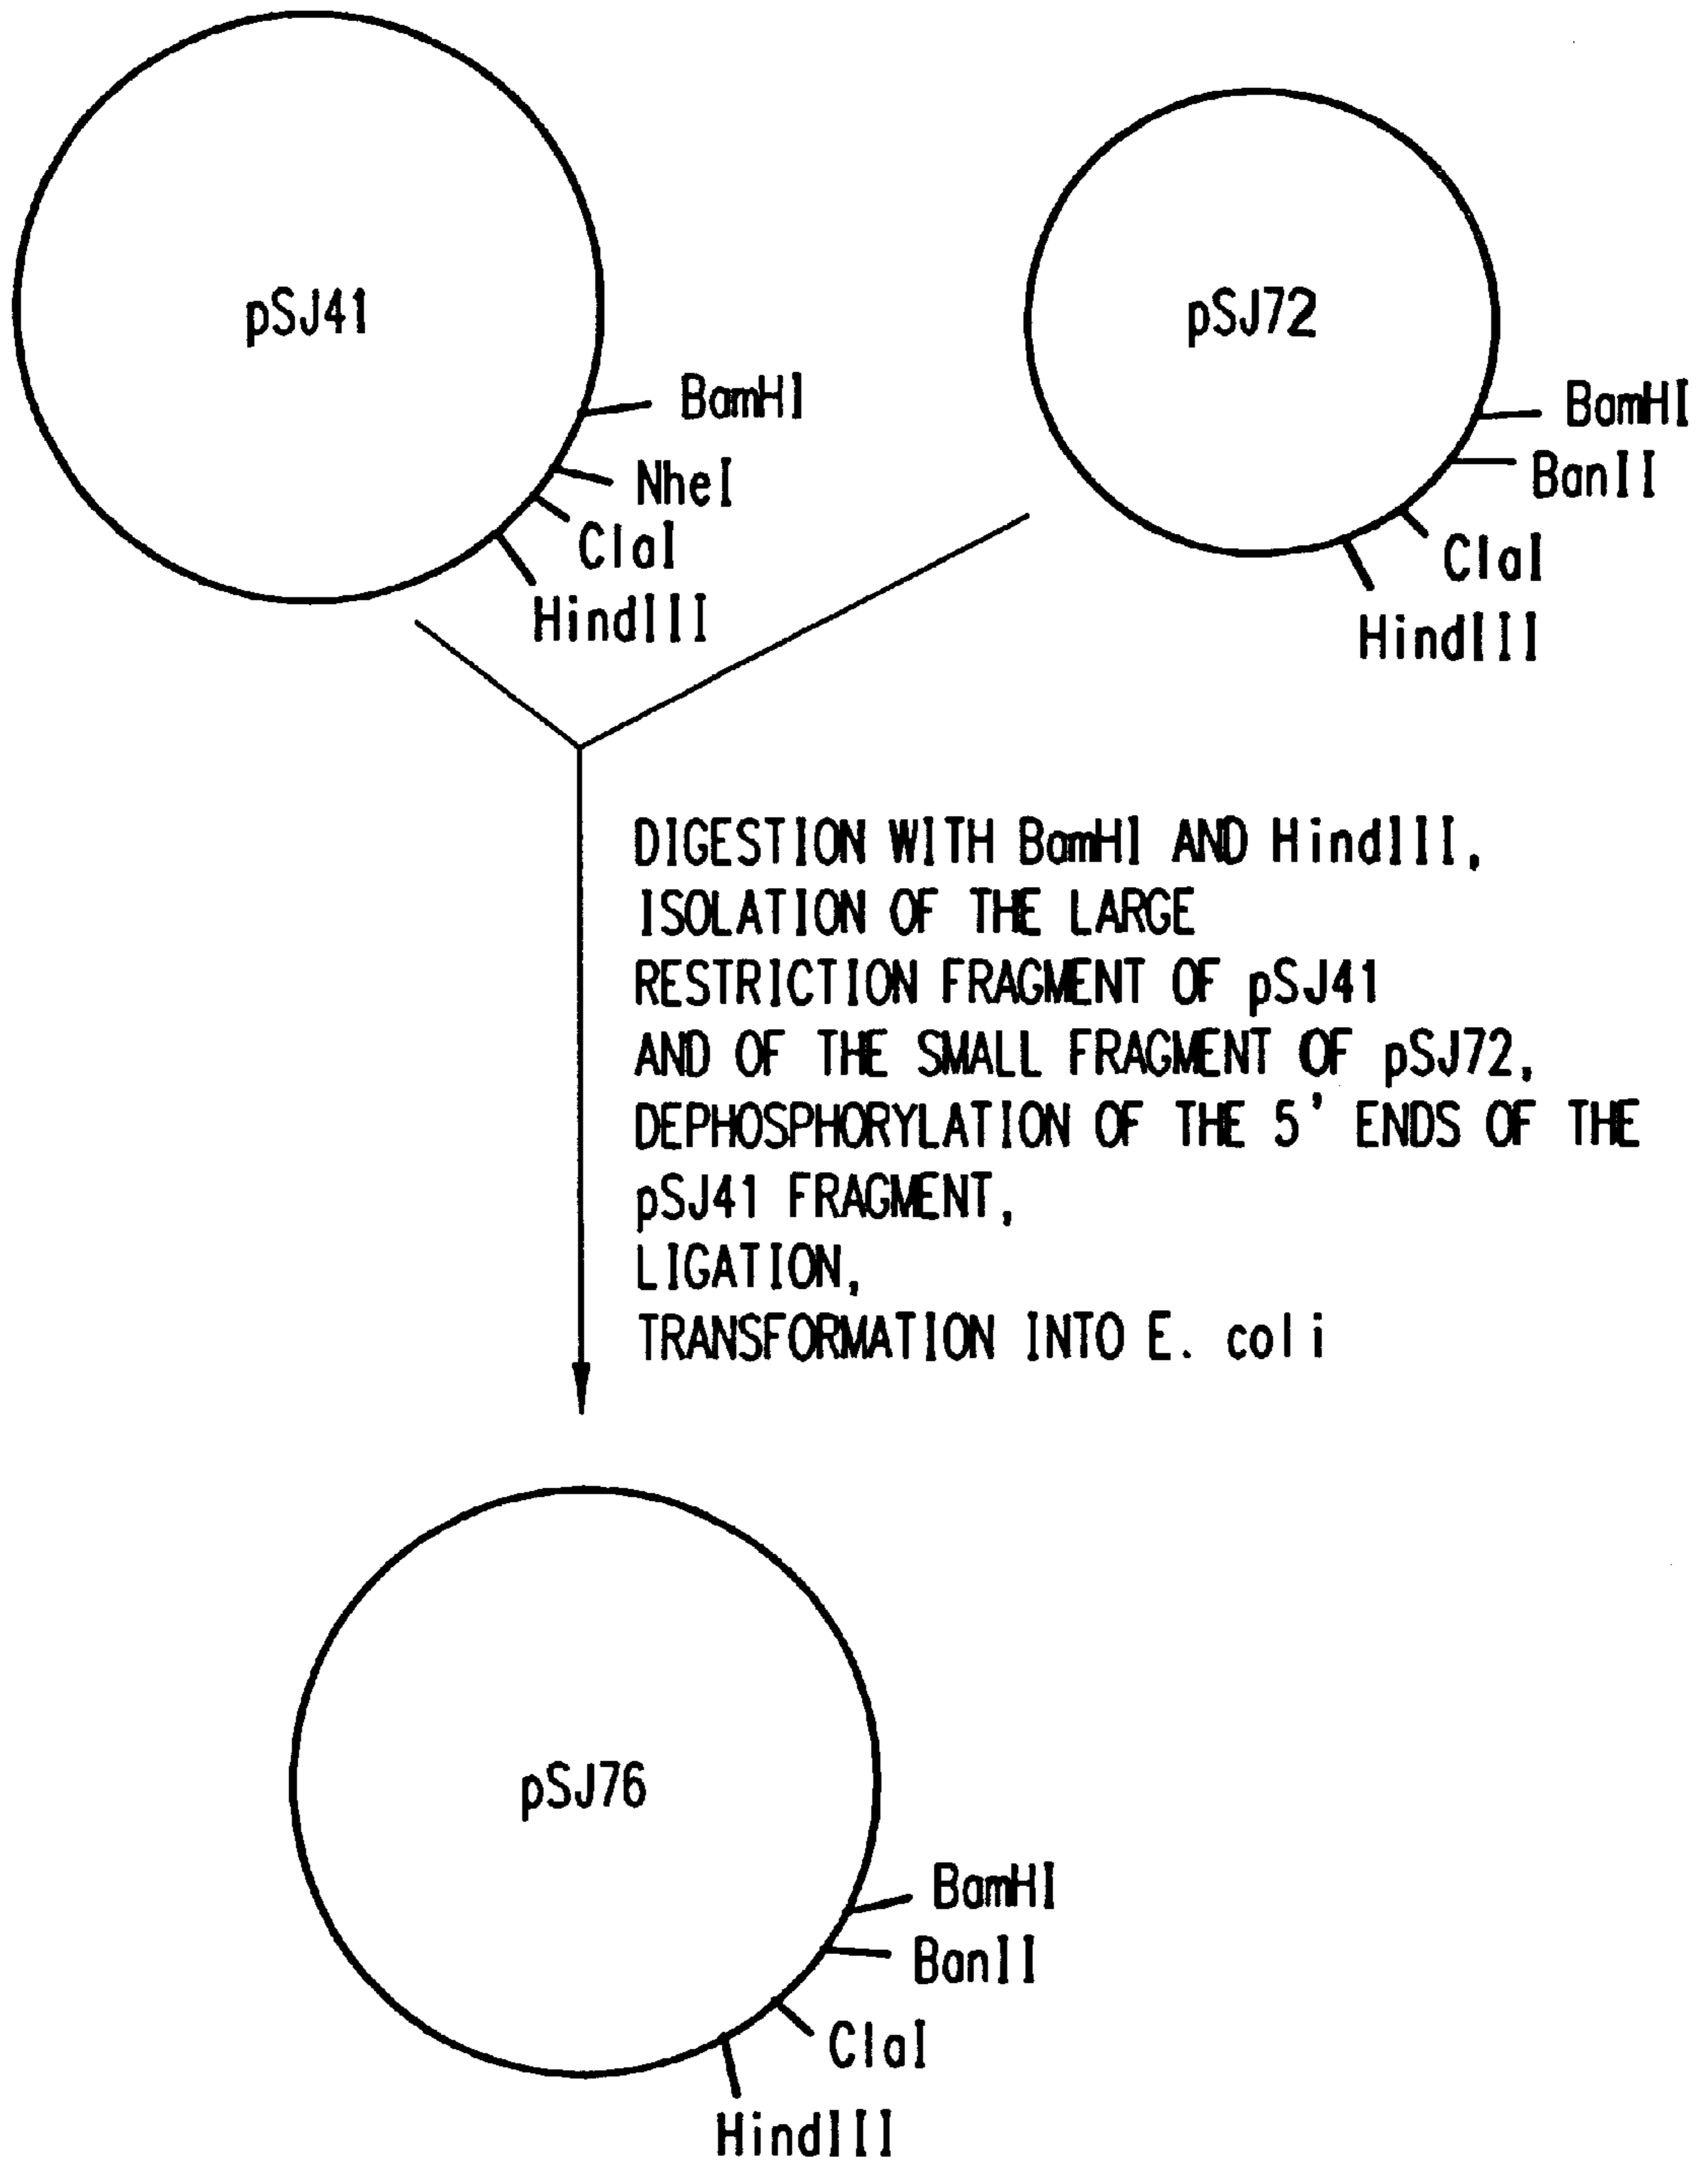 pSJ41
BamHI
NheI
ClaI
HindIII
pSJ72
BamHI
BanII
ClaI
HindIII
DIGESTION WITH BamHI AND HindIII,
ISOLATION OF THE LARGE
RESTRICTION FRAGMENT OF pSJ41
AND OF THE SMALL FRAGMENT OF pSJ72,
DEPHOSPHORYLATION OF THE 5' ENDS OF THE
pSJ41 FRAGMENT,
LIGATION,
TRANSFORMATION INTO E. coli
pSJ76
BamHI
BanII
ClaI
HindIII